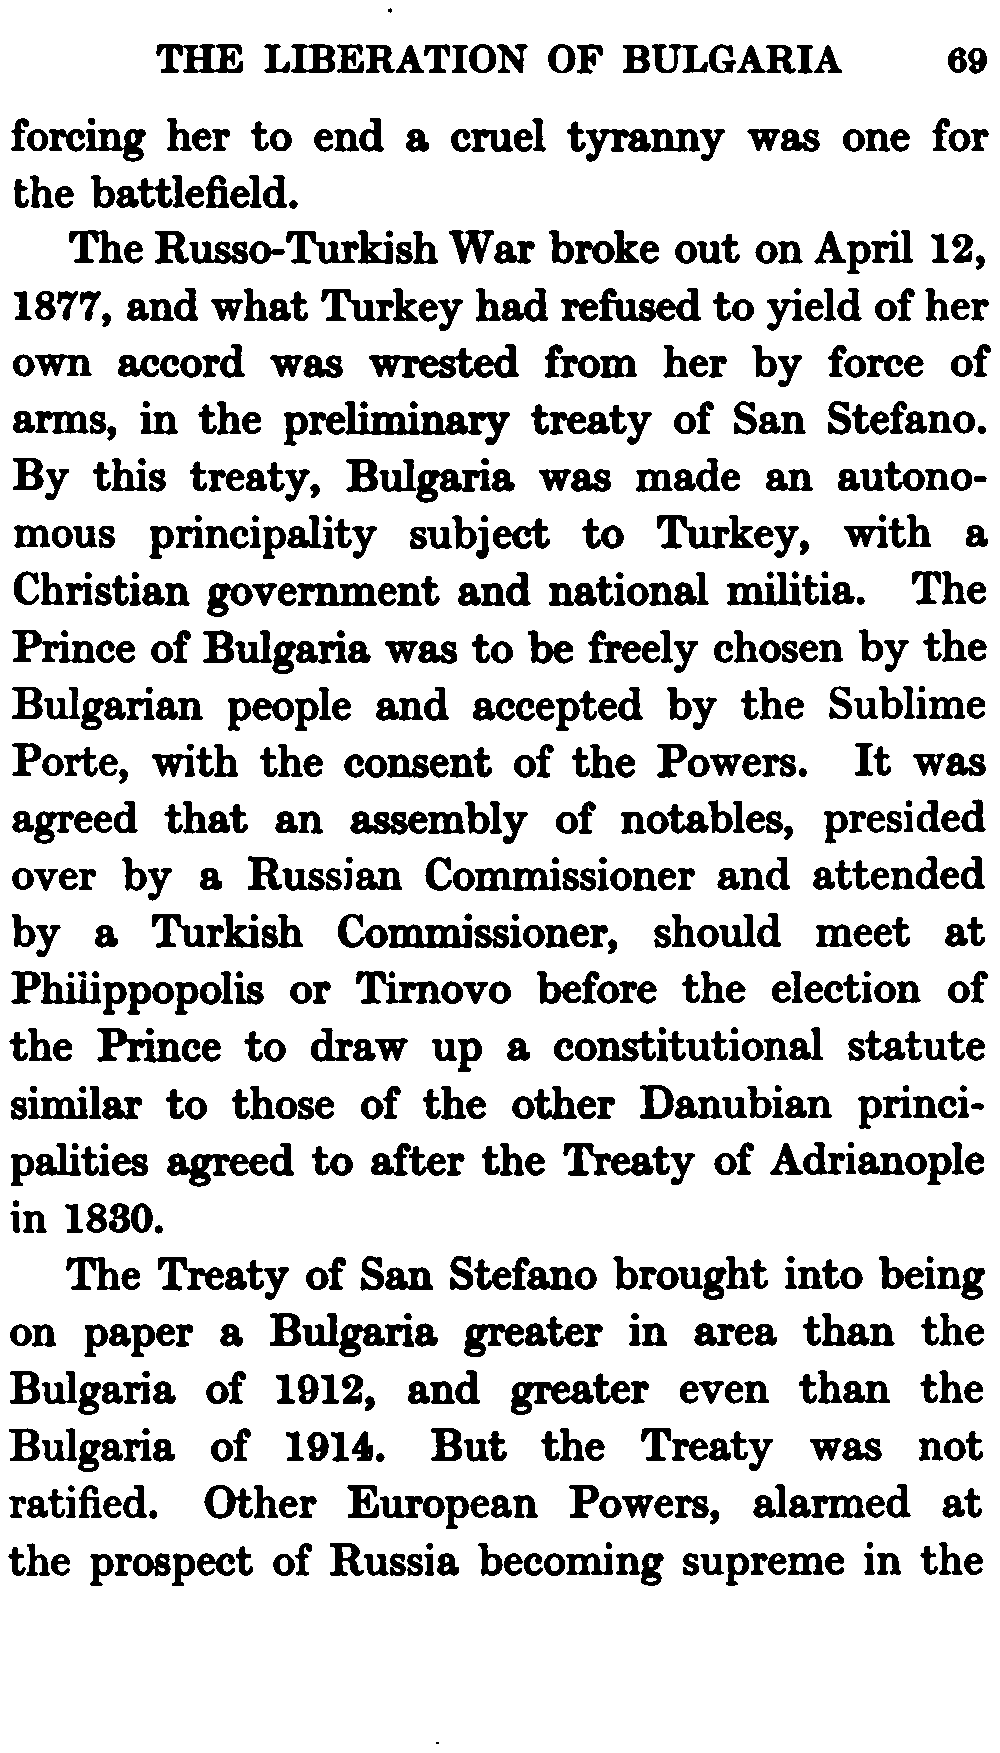 THE LIBERATION OF BULGARIA 69
forcing her to end a cruel tyranny was one for
the battlefield.
The Russo-Turkish War broke out on April 12,
1877, and what Turkey had refused to yield of her
own accord was wrested from her by force of
arms, in the preliminary treaty of San Stefano.
By this treaty, Bulgaria was made an autono-
mous principality subject to Turkey, with a
Christian government and national militia. The
Prince of Bulgaria was to be freely chosen by the
Bulgarian people and accepted by the Sublime
Porte, with the consent of the Powers. It was
agreed that an assembly of notables, presided
over by a Russian Commissioner and attended
by a Turkish Commissioner, should meet at
Philippopolis or Tirnovo before the election of
the Prince to draw up a constitutional statute
similar to those of the other Danubian princi-
palities agreed to after the Treaty of Adrianople
in 1830.
The Treaty of San Stefano brought into being
on paper a Bulgaria greater in area than the
Bulgaria of 1912, and greater even than the
Bulgaria of 1914. But the Treaty was not
ratified. Other European Powers, alarmed at
the prospect of Russia becoming supreme in the